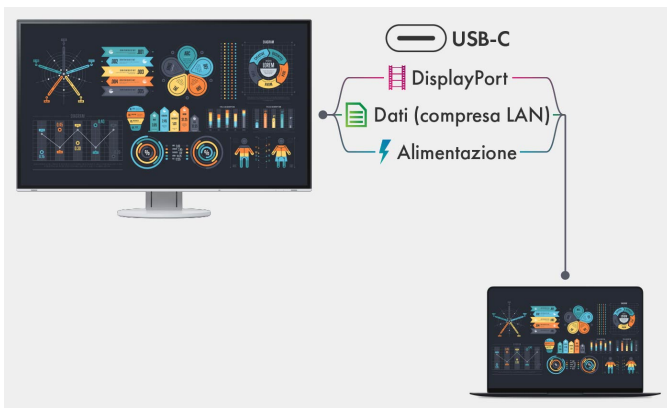 USB-C
DisplayPort
Dati (compresa LAN)
Alimentazione